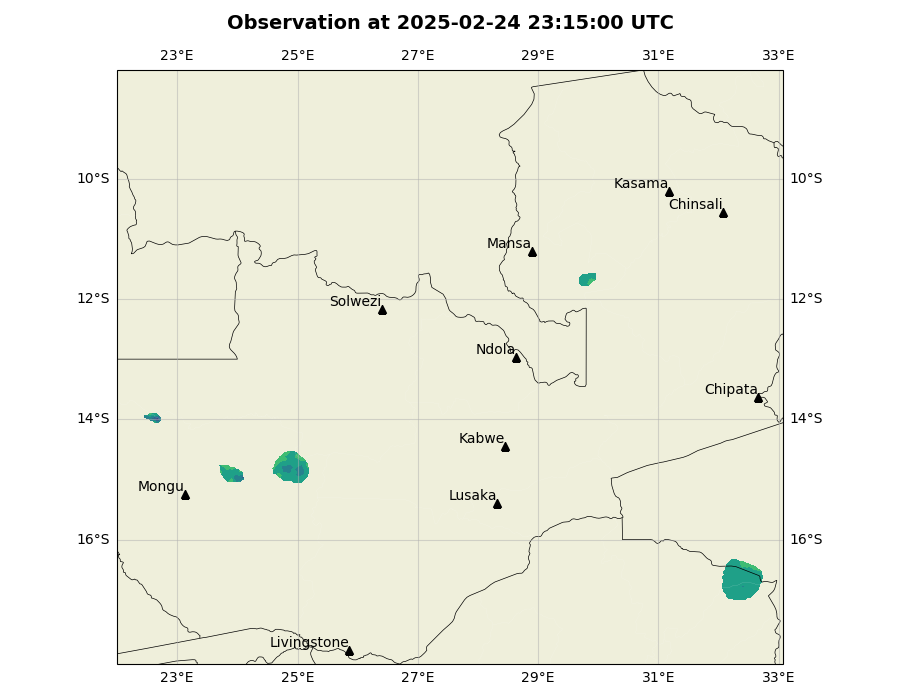 Observation at 2025-02-24 23:15:00 UTC
23°E 25°E 27°E 29°E 31°E 33°E
10°S 10°S
Kasama
Chinsali
Mansa
12°S 12°S
Solwezi
Ndola
Chipata
14°S 14°S
Kabwe
Mongu
Lusaka
16°S 16°S
Livingstone
23°E 25°E 27°E 29°E 31°E 33°E